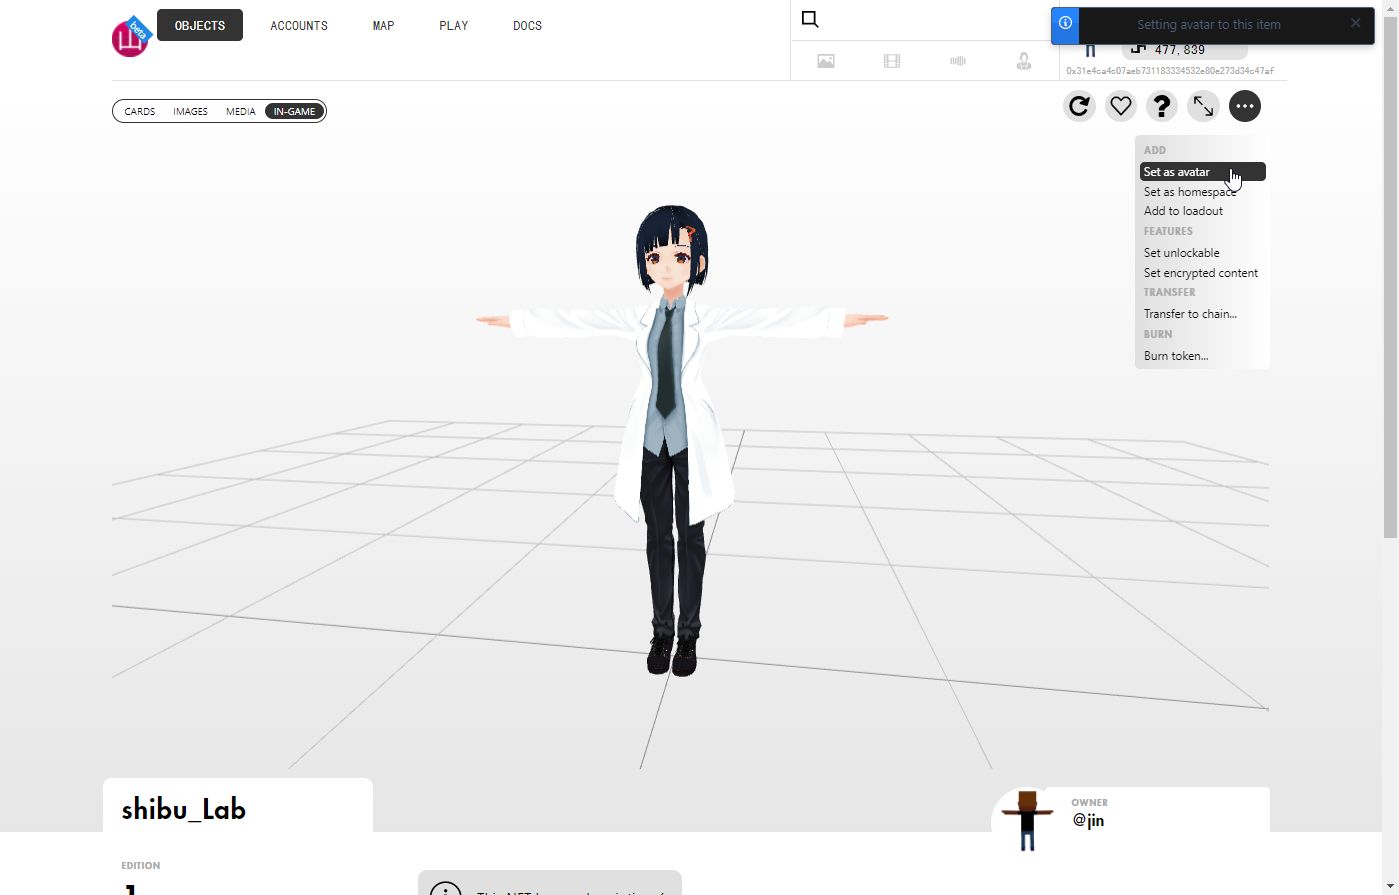 beta
OBJECTS
ACCOUNTS
MAP
PLAY
DOCS
Setting avatar to this item
477, 839
CARDS
IMAGES
MEDIA
IN-GAME
ADD
Set as avatar
Set as homespace
Add to loadout
FEATURES
Set unlockable
Set encrypted content
TRANSFER
Transfer to chain...
BURN
Burn token...
shibu_Lab
OWNER
@jin
EDITION
1
This NFT